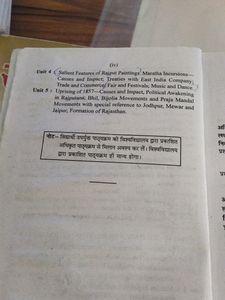 (iv)
Unit 4 : Salient Features of Rajput Paintings; Maratha Incursions—
Causes and Impact; Treaties with East India Company;
Trade and Commerce; Fair and Festivals; Music and Dance.
Unit 5 : Uprising of 1857—Causes and Impact, Political Awakening
in Rajputana; Bhil, Bijolia Movements and Praja Mandal
Movements with special reference to Jodhpur, Mewar and
Jaipur; Formation of Rajasthan.
नोट– विद्यार्थी उपर्युक्त पाठ्यक्रम को विश्वविद्यालय द्वारा प्रकाशित
अधिकृत पाठ्यक्रम से मिलान अवश्य कर लें। विश्वविद्यालय
द्वारा प्रकाशित पाठ्यक्रम ही मान्य होगा।